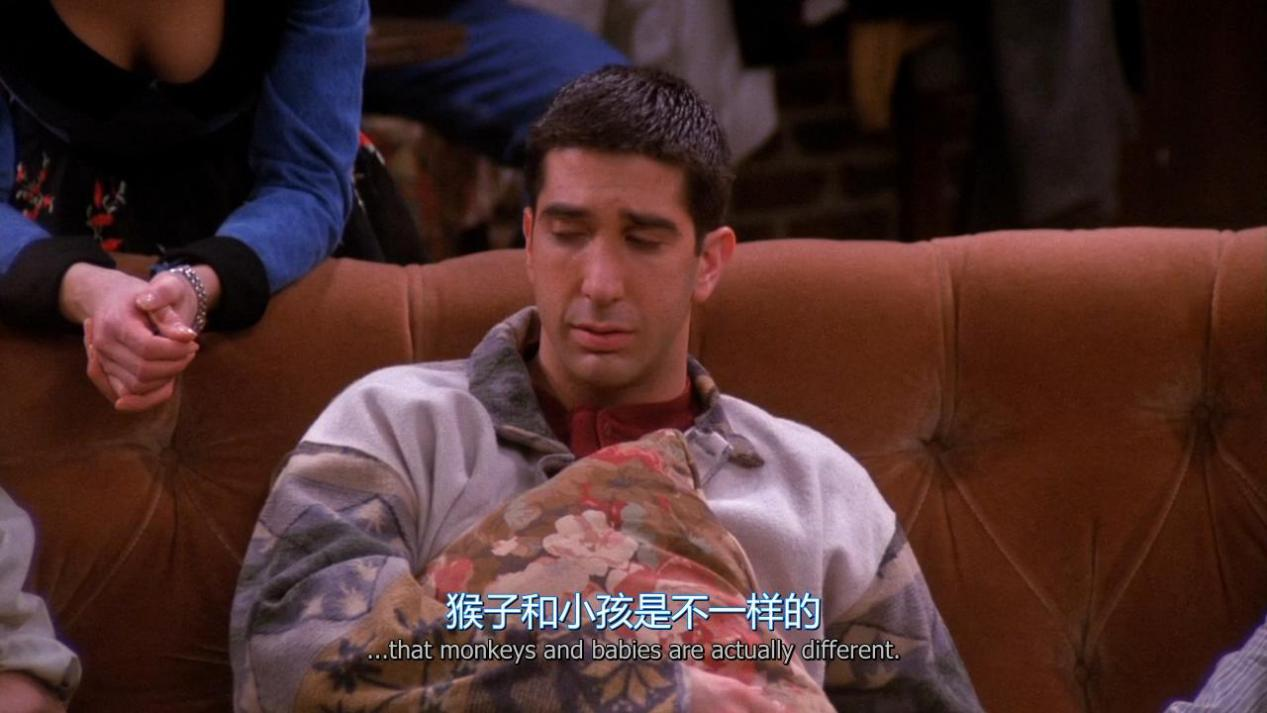 猴子和小孩是不一样的
...that monkeys and babies are actually different.